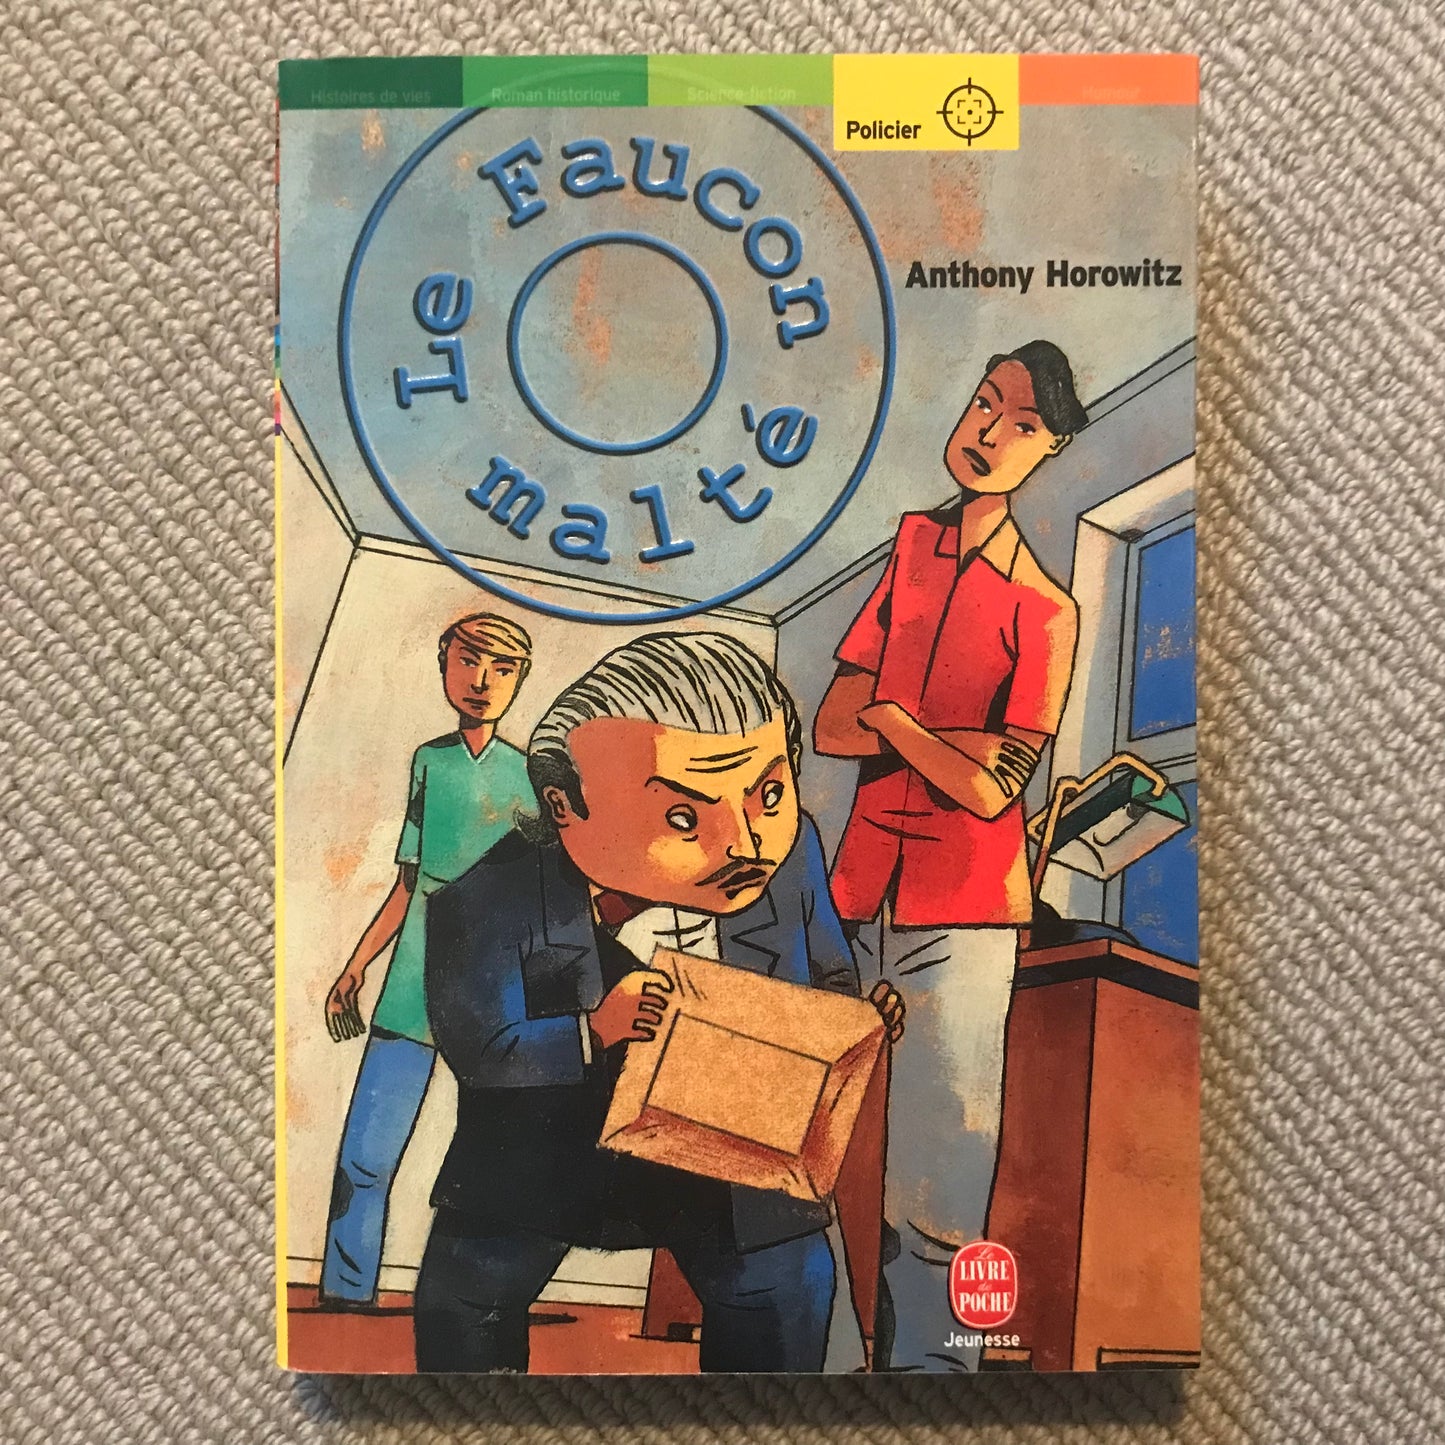 Histoires de vies
Roman historique
Science-fiction
Policier
Humour
Le Faucon malté
Anthony Horowitz
Le
LIVRE
de
POCHE
Jeunesse